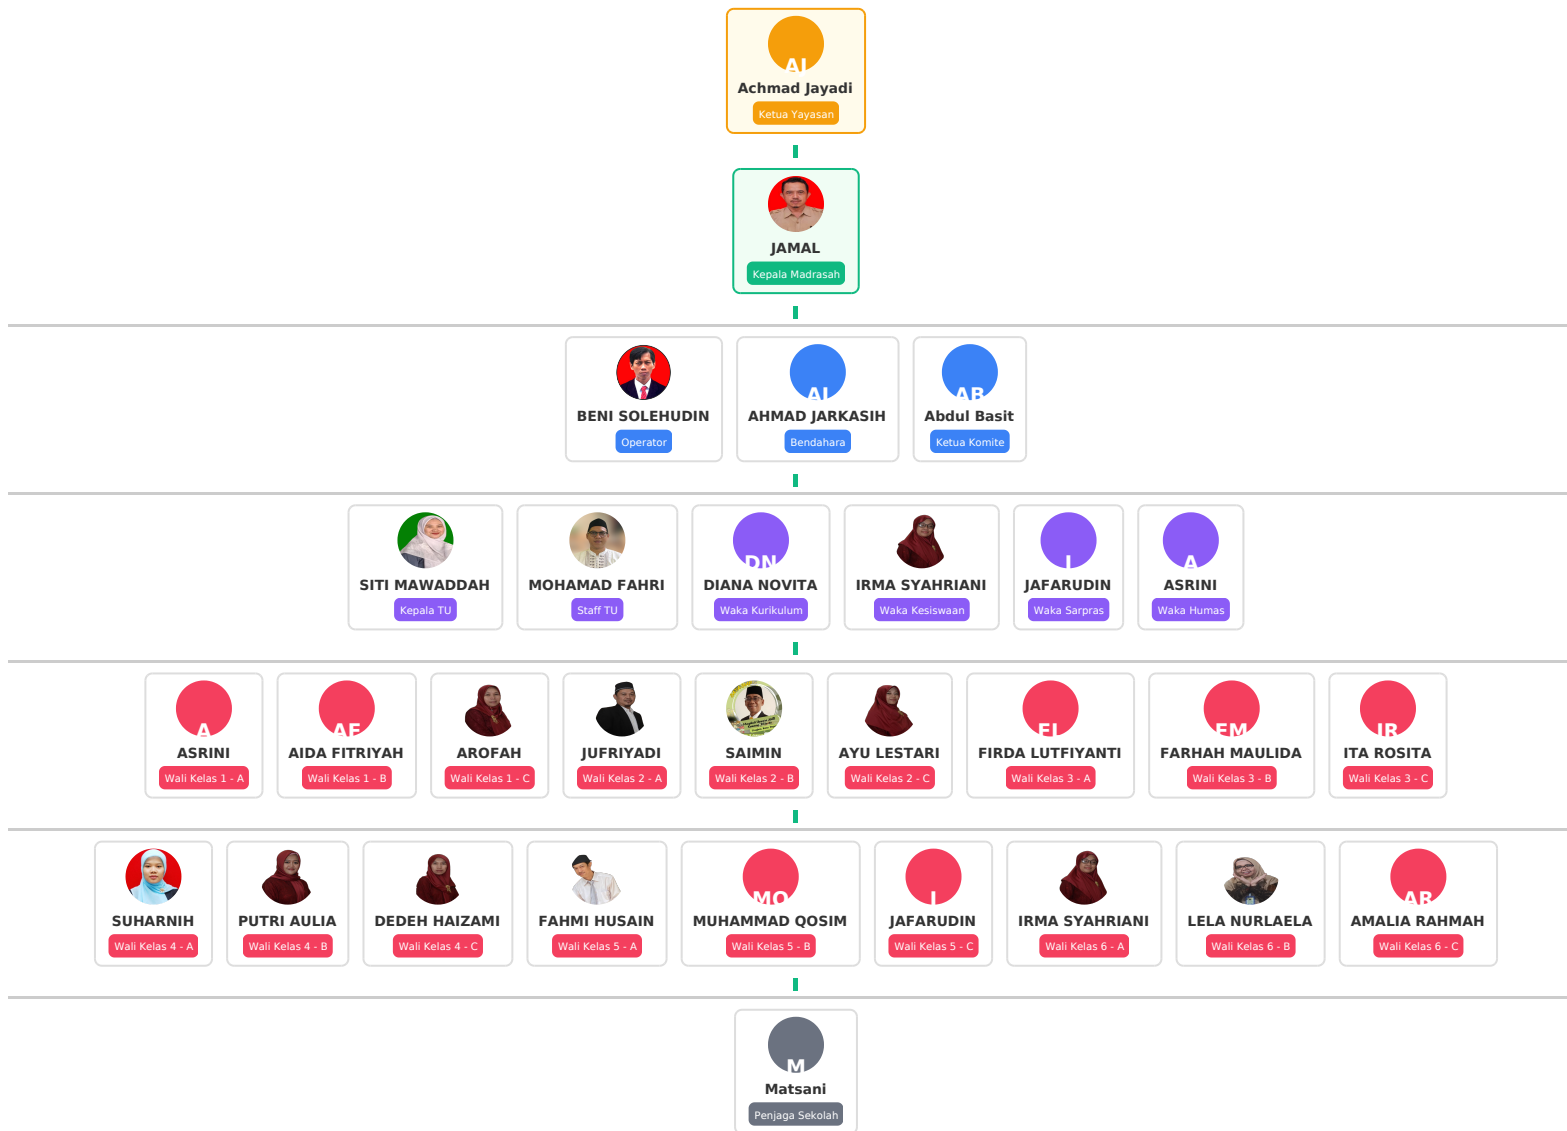 AJ
Achmad Jayadi
Ketua Yayasan
JAMAL
Kepala Madrasah
BENI SOLEHUDIN
Operator
AJ
AHMAD JARKASIH
Bendahara
AB
Abdul Basit
Ketua Komite
SITI MAWADDAH
Kepala TU
MOHAMAD FAHRI
Staff TU
DN
DIANA NOVITA
Waka Kurikulum
IRMA SYAHRIANI
Waka Kesiswaan
J
JAFARUDIN
Waka Sarpras
A
ASRINI
Waka Humas
A
ASRINI
Wali Kelas 1 - A
AF
AIDA FITRIYAH
Wali Kelas 1 - B
AROFAH
Wali Kelas 1 - C
JUFRIYADI
Wali Kelas 2 - A
SAIMIN
Wali Kelas 2 - B
AYU LESTARI
Wali Kelas 2 - C
FL
FIRDA LUTFIYANTI
Wali Kelas 3 - A
FM
FARHAH MAULIDA
Wali Kelas 3 - B
IR
ITA ROSITA
Wali Kelas 3 - C
SUHARNIH
Wali Kelas 4 - A
PUTRI AULIA
Wali Kelas 4 - B
DEDEH HAIZAMI
Wali Kelas 4 - C
FAHMI HUSAIN
Wali Kelas 5 - A
MQ
MUHAMMAD QOSIM
Wali Kelas 5 - B
J
JAFARUDIN
Wali Kelas 5 - C
IRMA SYAHRIANI
Wali Kelas 6 - A
LELA NURLAELA
Wali Kelas 6 - B
AR
AMALIA RAHMAH
Wali Kelas 6 - C
M
Matsani
Penjaga Sekolah